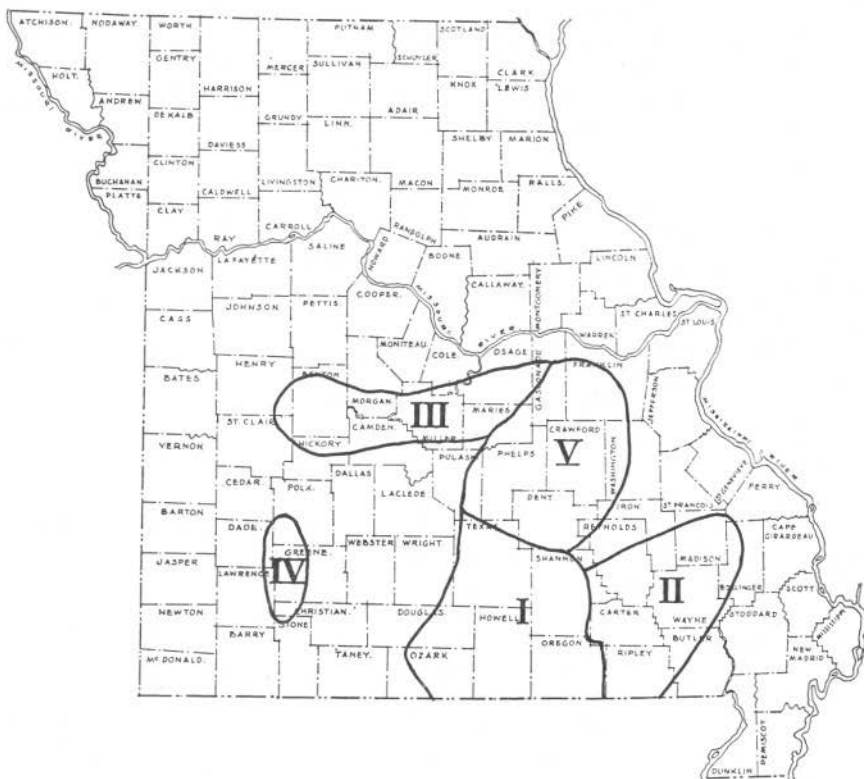 ATCHISON. NODAWAY. WORTH PUTNAM SCOTLAND
SCHUYLER
GENTRY SULLIVAN
MERCER CLARK
HOLT. KNOX LEWIS
HARRISON
ANDREW
MISSOURI RIVER
DEKALB GRUNDY LINN. ADAIR
SHELBY MARION
DAVIESS
CLINTON
BUCHANAN LIVINGSTON CHARITON. MACON MONROE RALLS.
PLATTE CALDWELL
CLAY PIKE
CARROLL
RAY SALINE RANDOLPH AUDRAIN
HOWARD BOONE
LAFAYETTE LINCOLN
JACKSON CALLAWAY. MONTGOMERY
COOPER.
JOHNSON PETTIS. MISSOURI RIVER ST CHARLES
CASS ST LOUIS
WARREN
MONITEAU
COLE. OSAGE
HENRY GASCONADE FRANKLIN
BENTON
BATES MORGAN JEFFERSON
III MARIES
ST CLAIR CAMDEN. CRAWFORD
MILLER MISSISSIPPI RIVER
VERNON HICKORY V WASHINGTON
PULASKI PHELPS
DALLAS STE GENEVIEVE
CEDAR. LACLEDE PERRY
POLK. DENT.
BARTON IRON ST FRANCOIS
DADE. TEXAS REYNOLDS CAPE GIRARDEAU
WEBSTER WRIGHT
GREENE. SHANNON MADISON
JASPER
LAWRENCE IV II BOLLINGER
SCOTT
NEWTON CHRISTIAN. DOUGLAS I CARTER STODDARD
STONE HOWELL WAYNE MISSISSIPPI
BARRY BUTLER
OREGON NEW MADRID
MCDONALD. TANEY. OZARK RIPLEY
PEMISCOT
DUNKLIN